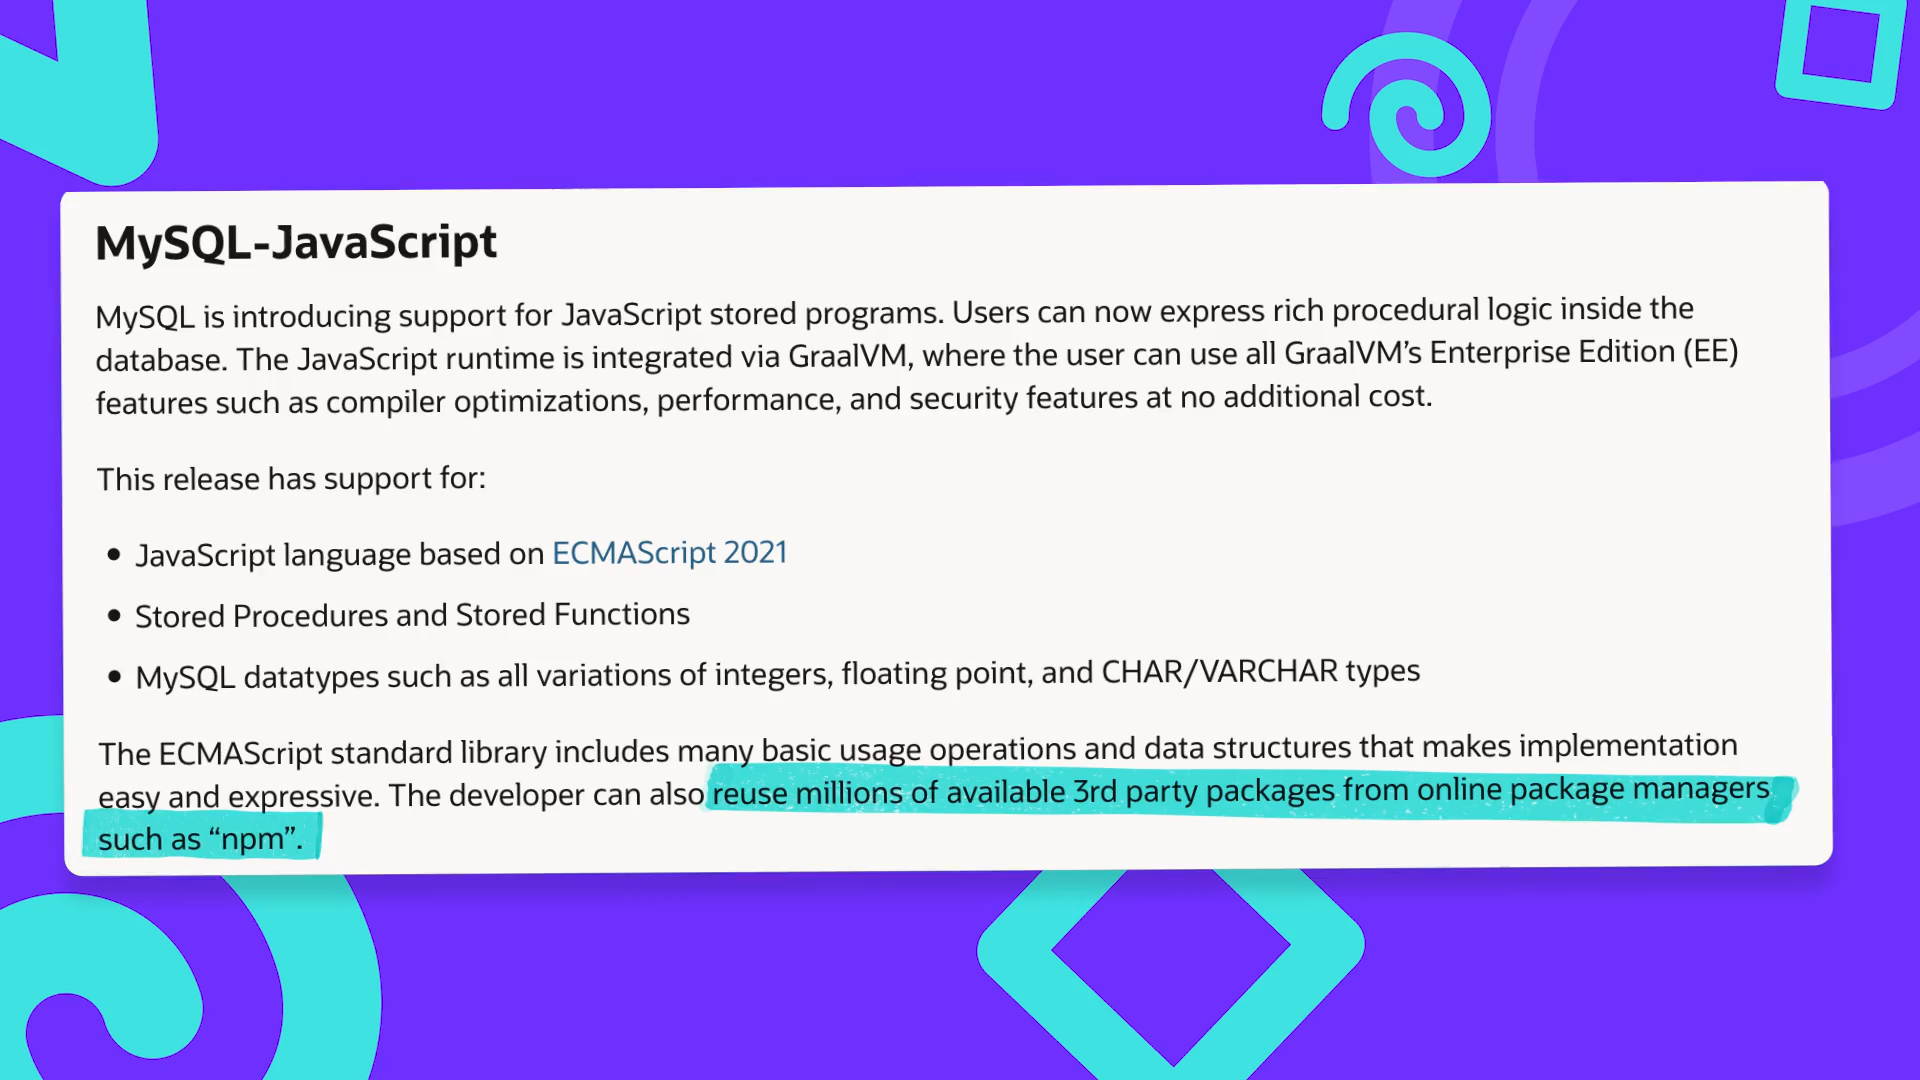 MySQL-JavaScript
MySQL is introducing support for JavaScript stored programs. Users can now express rich procedural logic inside the
database. The JavaScript runtime is integrated via GraalVM, where the user can use all GraalVM’s Enterprise Edition (EE)
features such as compiler optimizations, performance, and security features at no additional cost.
This release has support for:
• JavaScript language based on ECMAScript 2021
• Stored Procedures and Stored Functions
• MySQL datatypes such as all variations of integers, floating point, and CHAR/VARCHAR types
The ECMAScript standard library includes many basic usage operations and data structures that makes implementation
easy and expressive. The developer can also reuse millions of available 3rd party packages from online package managers
such as “npm”.